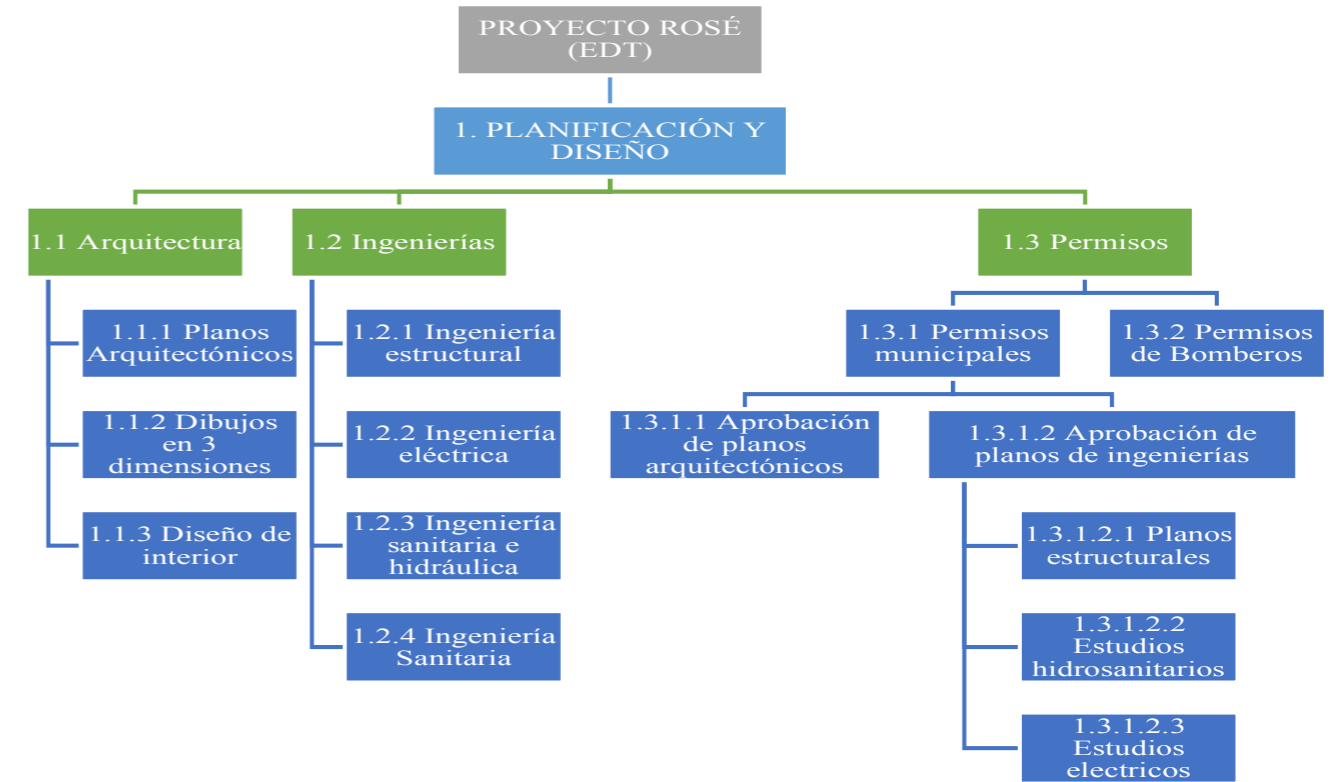 PROYECTO ROSÉ
(EDT)
1. PLANIFICACIÓN Y
DISEÑO
1.1 Arquitectura
1.2 Ingenierías
1.3 Permisos
1.1.1 Planos
Arquitectónicos
1.1.2 Dibujos
en 3
dimensiones
1.1.3 Diseño de
interior
1.2.1 Ingeniería
estructural
1.2.2 Ingeniería
eléctrica
1.2.3 Ingeniería
sanitaria e
hidráulica
1.2.4 Ingeniería
Sanitaria
1.3.1 Permisos
municipales
1.3.2 Permisos
de Bomberos
1.3.1.1 Aprobación
de planos
arquitectónicos
1.3.1.2 Aprobación de
planos de ingenierías
1.3.1.2.1 Planos
estructurales
1.3.1.2.2
Estudios
hidrosanitarios
1.3.1.2.3
Estudios
electricos